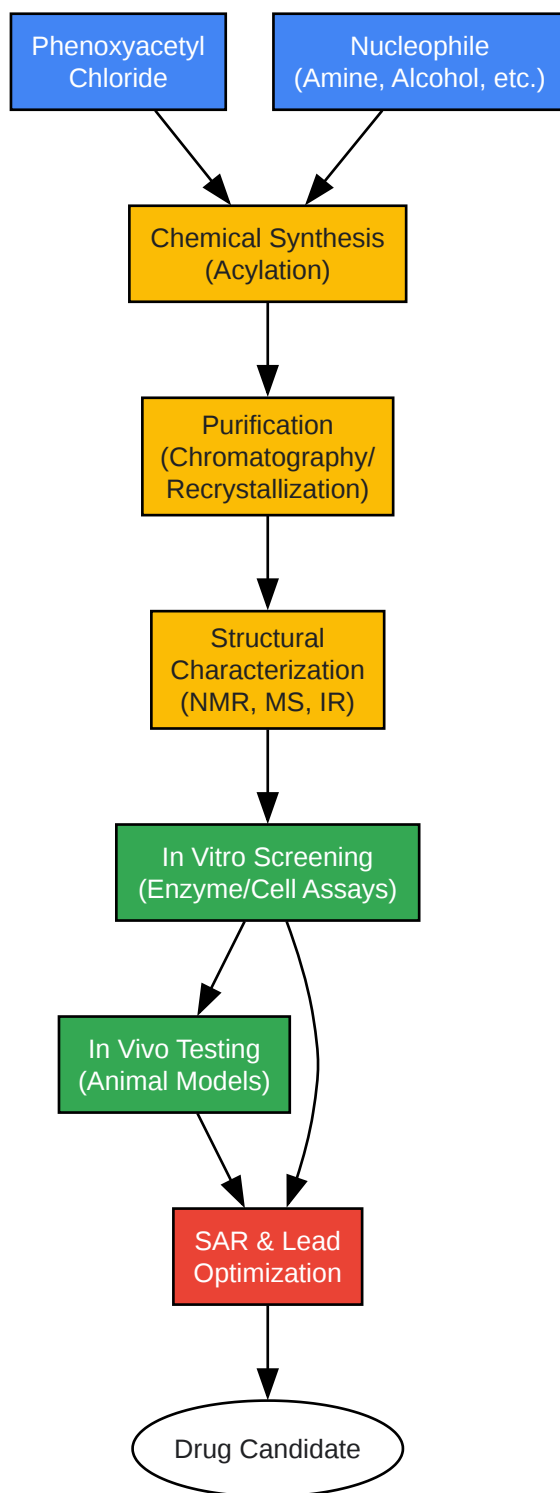 Phenoxyacetyl
Chloride
Nucleophile
(Amine, Alcohol, etc.)
Chemical Synthesis
(Acylation)
Purification
(Chromatography/
Recrystallization)
Structural
Characterization
(NMR, MS, IR)
In Vitro Screening
(Enzyme/Cell Assays)
In Vivo Testing
(Animal Models)
SAR & Lead
Optimization
Drug Candidate